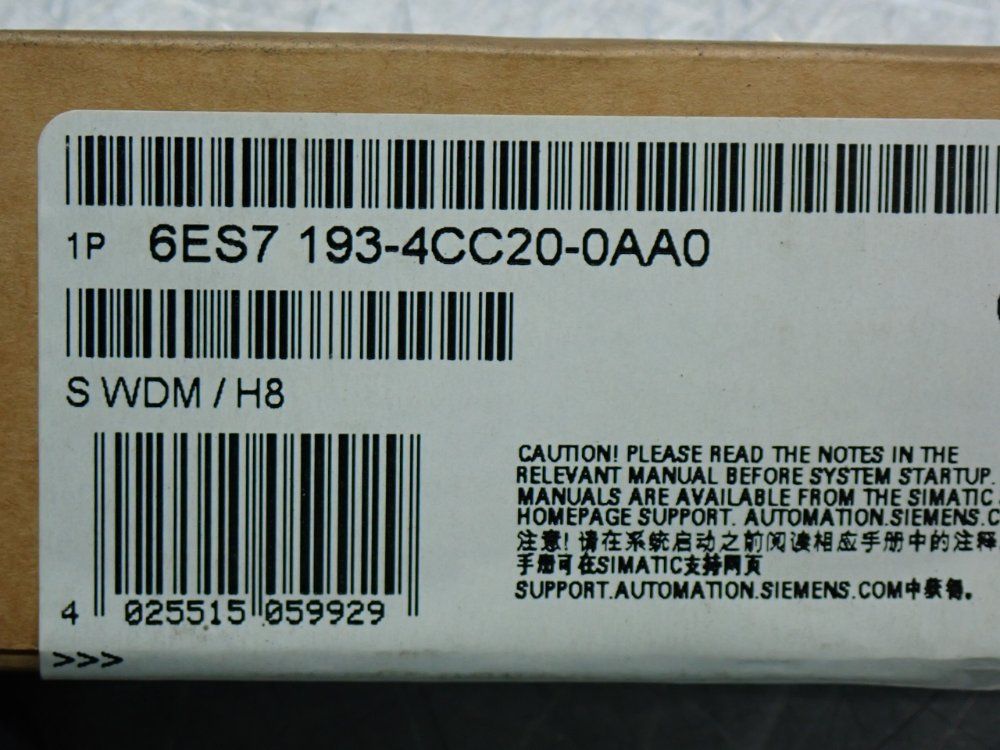 1P 6ES7 193-4CC20-0AA0
S WDM / H8
CAUTION! PLEASE READ THE NOTES IN THE
RELEVANT MANUAL BEFORE SYSTEM STARTUP.
MANUALS ARE AVAILABLE FROM THE SIMATIC
HOMEPAGE SUPPORT. AUTOMATION.SIEMENS.C
注意! 请在系统启动之前阅读相应手册中的注释
手册可在SIMATIC支持网页
SUPPORT.AUTOMATION.SIEMENS.COM中获得。
4 025515 059929
>>>